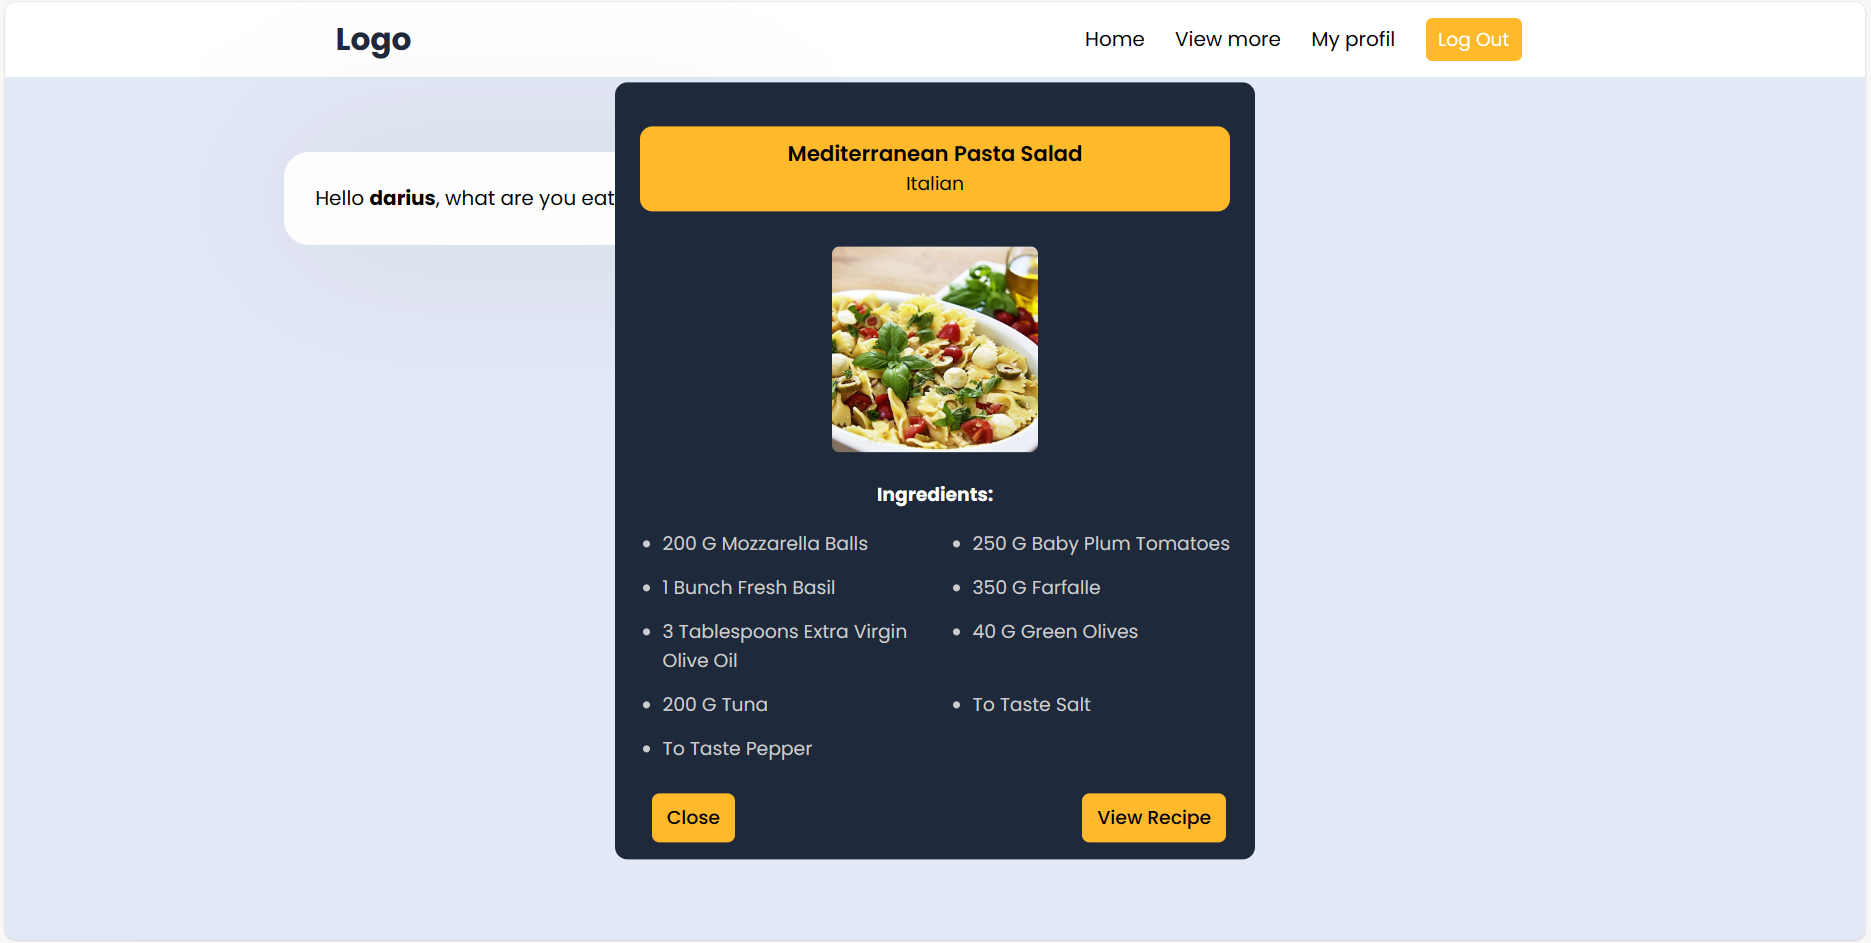 Logo
Home
View more
My profil
Log Out
Hello darius, what are you eat
Mediterranean Pasta Salad
Italian
Ingredients:
200 G Mozzarella Balls
250 G Baby Plum Tomatoes
1 Bunch Fresh Basil
350 G Farfalle
3 Tablespoons Extra Virgin
Olive Oil
40 G Green Olives
200 G Tuna
To Taste Salt
To Taste Pepper
Close
View Recipe